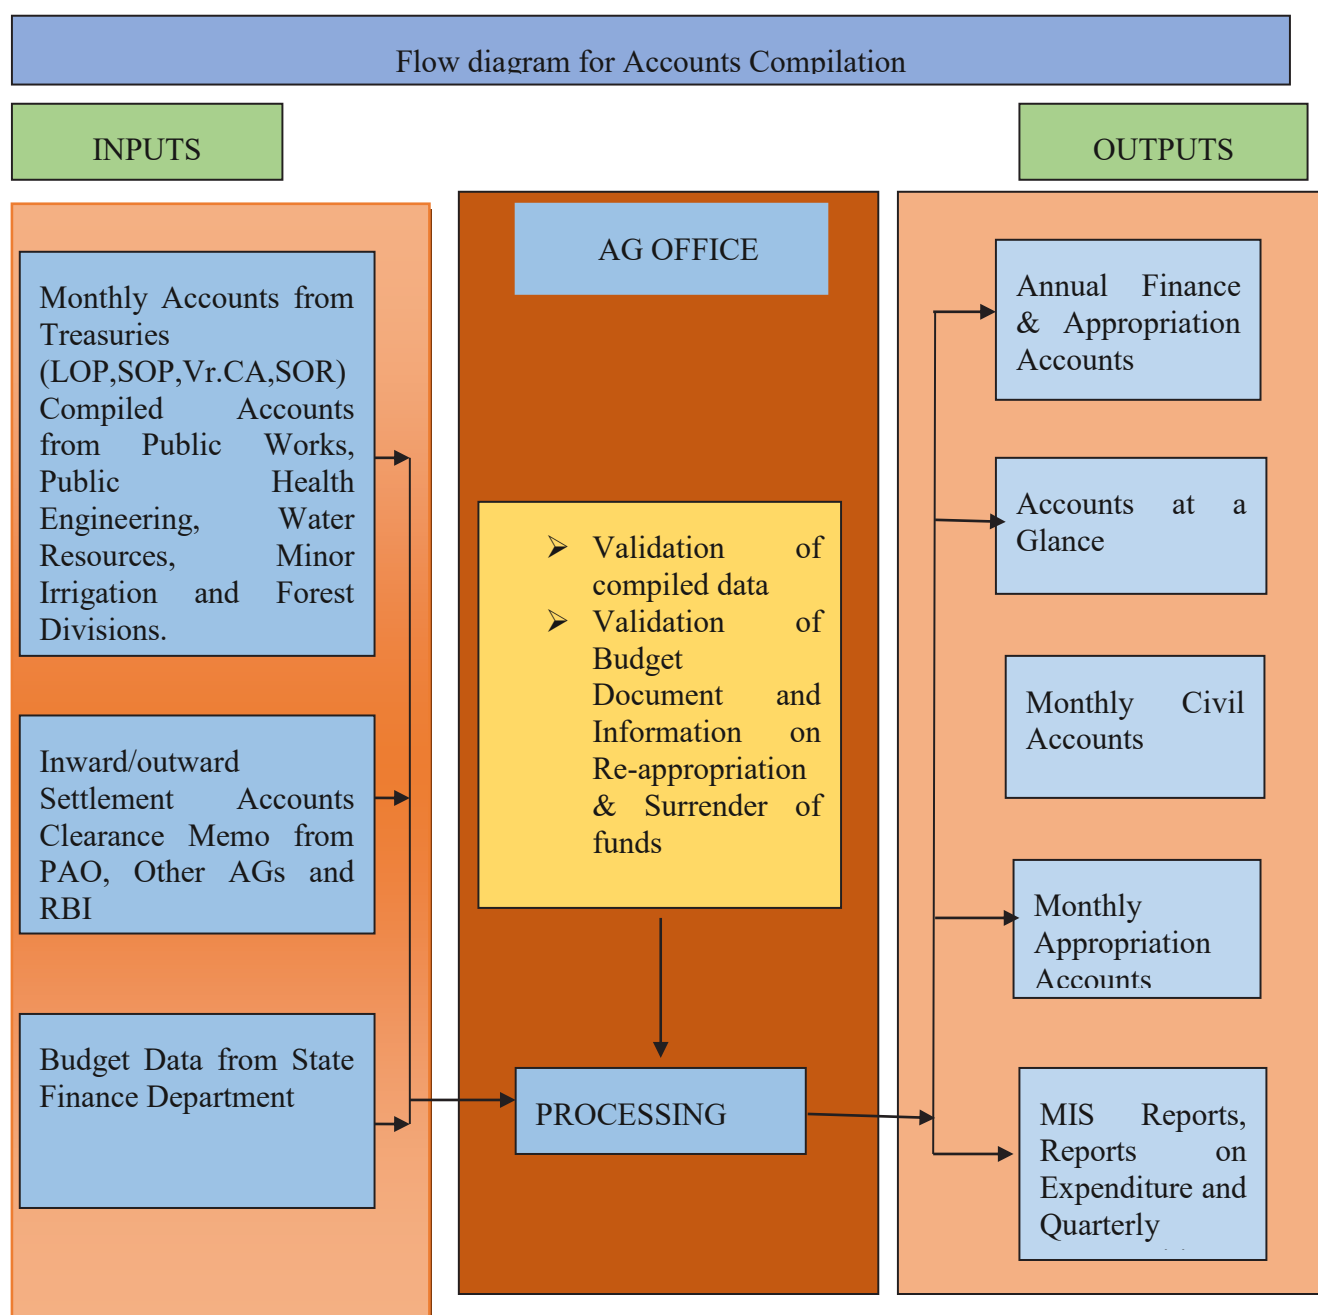 Flow diagram for Accounts Compilation
INPUTS
OUTPUTS
Monthly Accounts from
Treasuries
(LOP,SOP,Vr.CA,SOR)
Compiled Accounts
from Public Works,
Public Health
Engineering, Water
Resources, Minor
Irrigation and Forest
Divisions.
Inward/outward
Settlement Accounts
Clearance Memo from
PAO, Other AGs and
RBI
Budget Data from State
Finance Department
AG OFFICE
➢ Validation of
compiled data
➢ Validation of
Budget
Document and
Information on
Re-appropriation
& Surrender of
funds
PROCESSING
Annual Finance
& Appropriation
Accounts
Accounts at a
Glance
Monthly Civil
Accounts
Monthly
Appropriation
Accounts
MIS Reports,
Reports on
Expenditure and
Quarterly